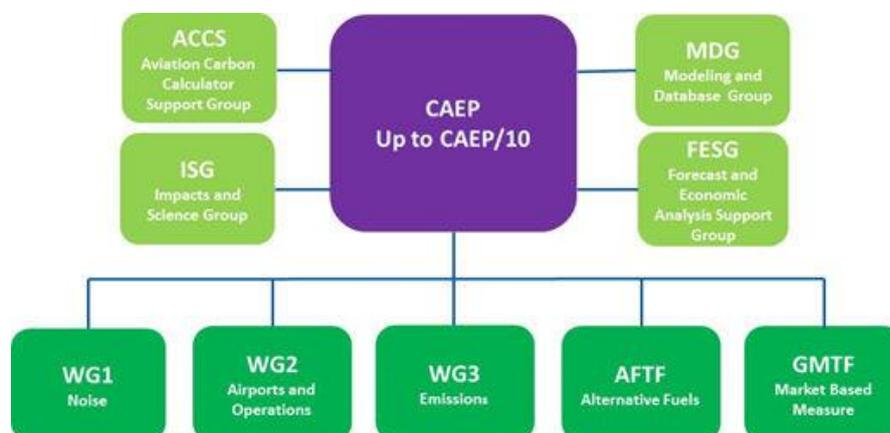 ACCS
Aviation Carbon
Calculator
Support Group
ISG
Impacts and
Science Group
CAEP
Up to CAEP/10
MDG
Modeling and
Database Group
FESG
Forecast and
Economic
Analysis Support
Group
WG1
Noise
WG2
Airports and
Operations
WG3
Emissions
AFTF
Alternative Fuels
GMTF
Market Based
Measure